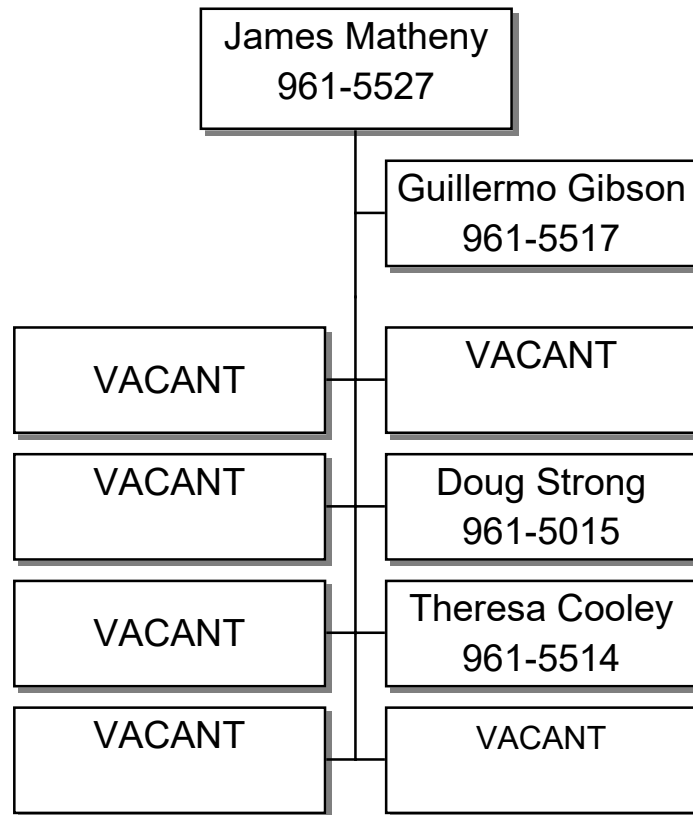 James Matheny
961-5527
Guillermo Gibson
961-5517
VACANT
VACANT
VACANT
Doug Strong
961-5015
VACANT
Theresa Cooley
961-5514
VACANT
VACANT